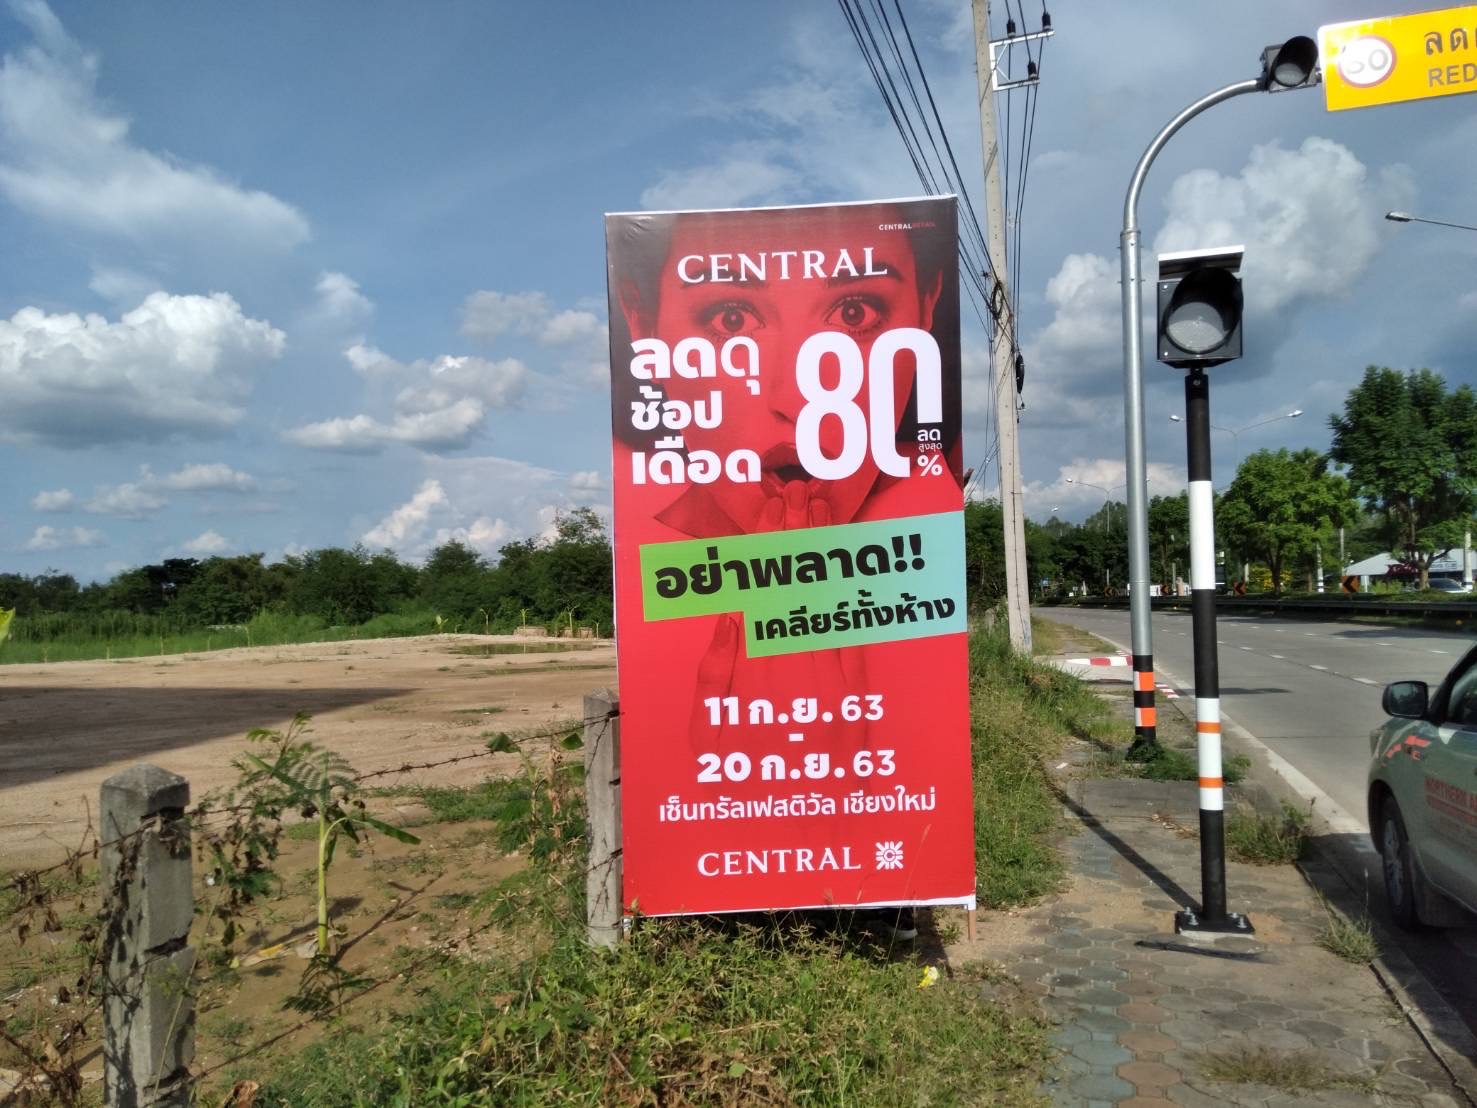 CENTRALRETAIL
CENTRAL
ลดดุ
ช้อป
เดือด
80
ลด
สูงสุด
%
อย่าพลาด!!
เคลียร์ทั้งห้าง
11 ก.ย. 63
-
20 ก.ย. 63
เซ็นทรัลเฟสติวัล เชียงใหม่
CENTRAL
RED
NORTHERN